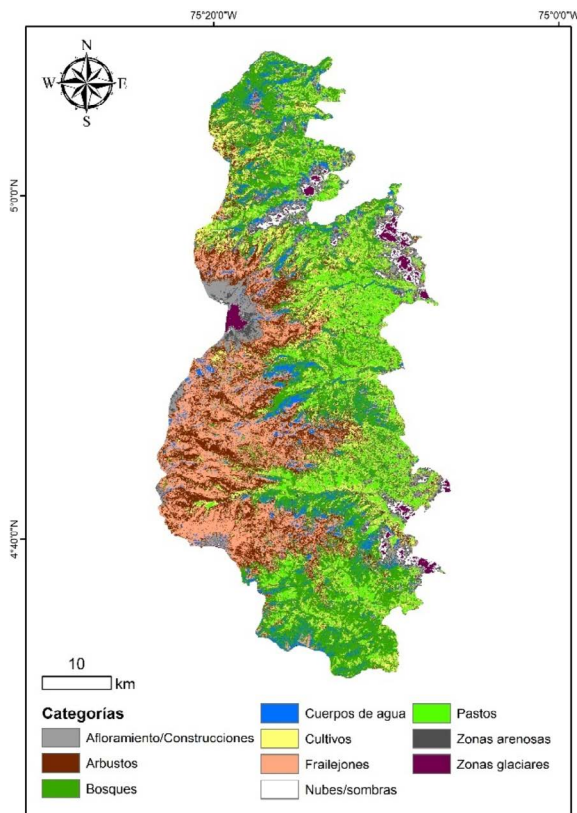 75°20'0"W 75°0'0"W
N
W E
S
5°0'0"N
4°40'0"N
10
km
Categorías
Afloramiento/Construcciones
Arbustos
Bosques
Cuerpos de agua
Cultivos
Frailejones
Nubes/sombras
Pastos
Zonas arenosas
Zonas glaciares